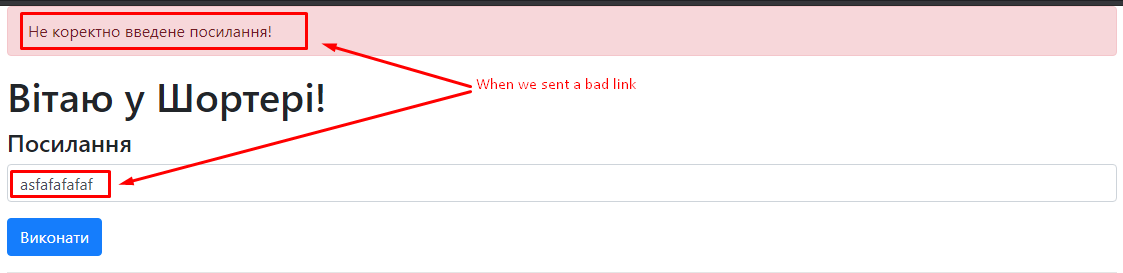 Не коректно введене посилання!
When we sent a bad link
Вітаю у Шортері!
Посилання
asfafafafaf
Виконати